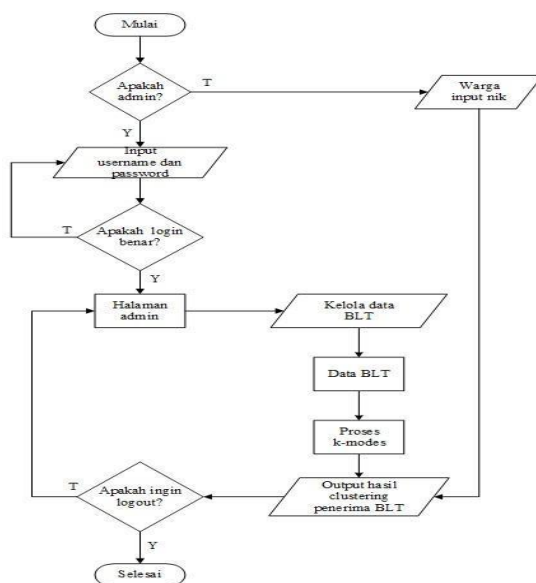 Mulai
Apakah
admin?
T
Warga
input nik
Y
Input
username dan
password
T
Apakah login
benar?
Y
Halaman
admin
Kelola data
BLT
Data BLT
Proses
k-modes
T
Apakah ingin
logout?
Output hasil
clustering
penerima BLT
Y
Selesai